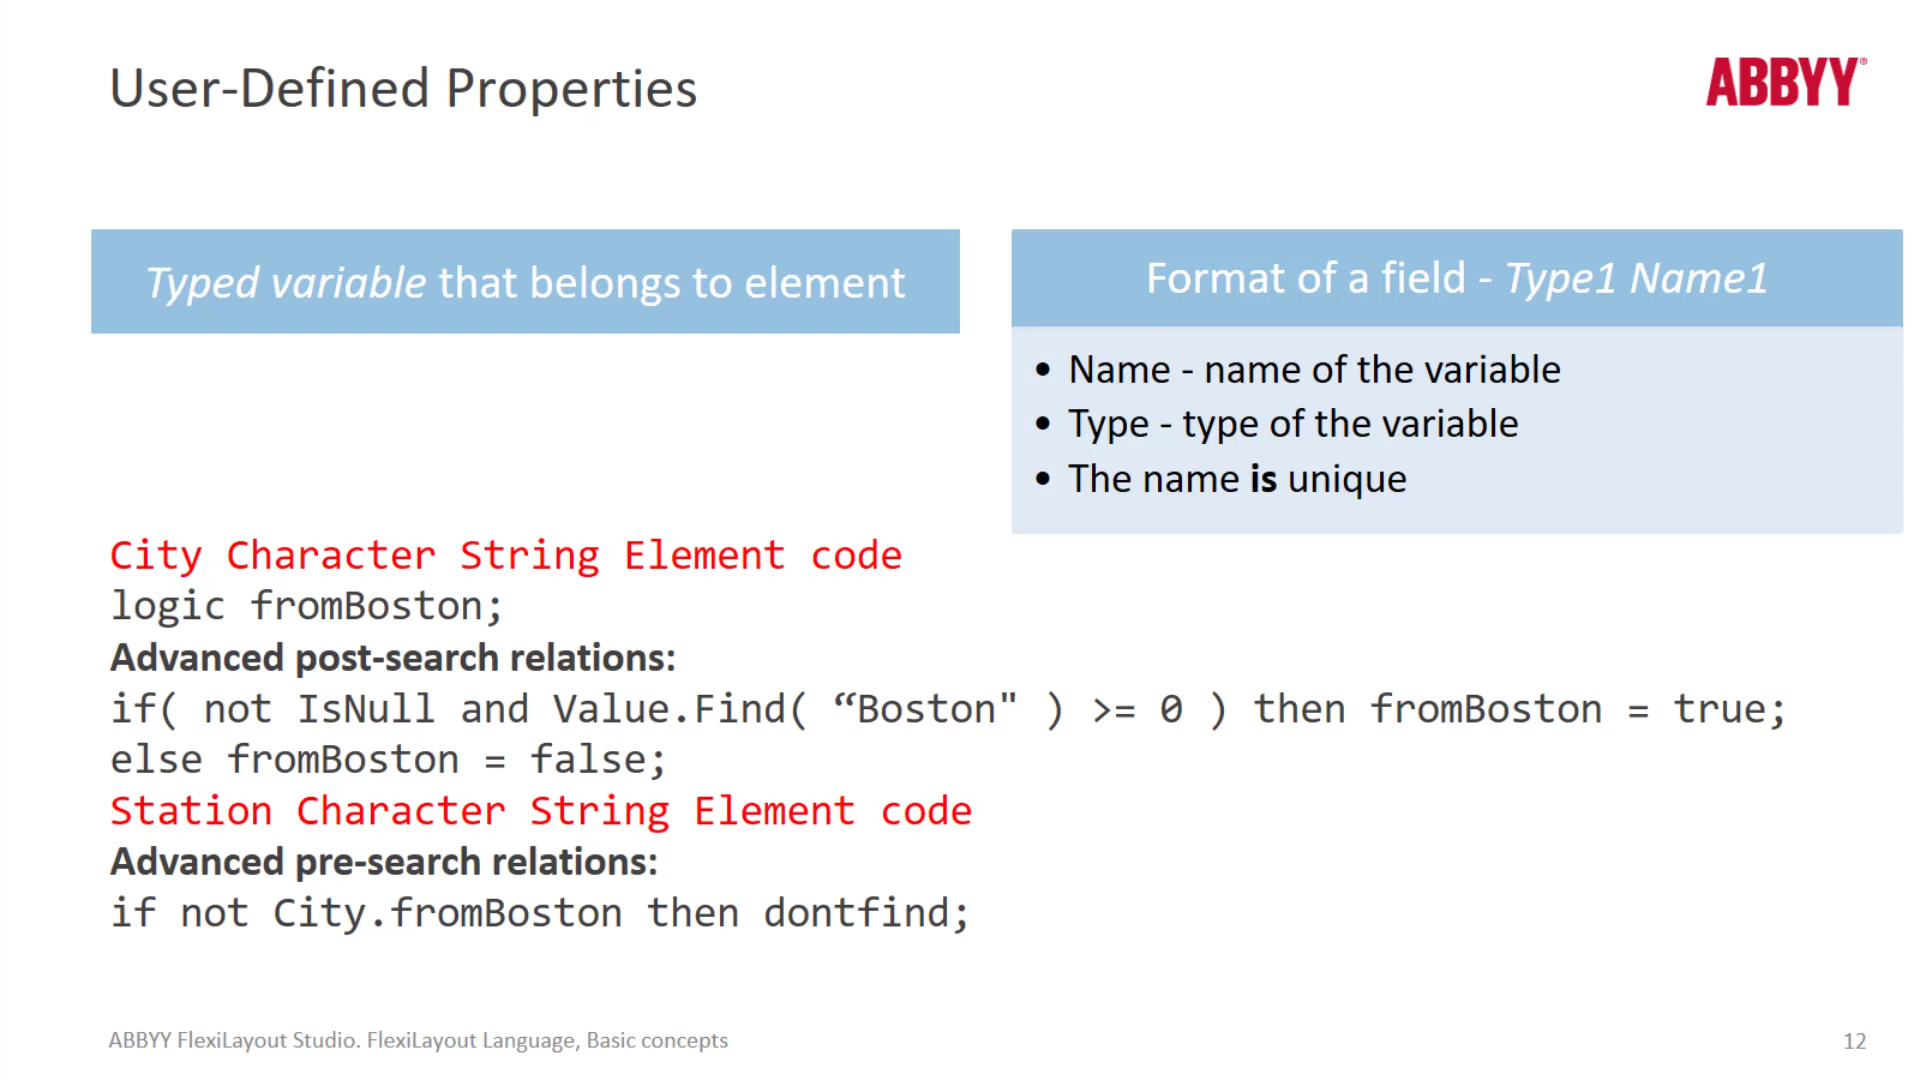 User-Defined Properties
ABBYY®
Typed variable that belongs to element
Format of a field - Type1 Name1
• Name - name of the variable
• Type - type of the variable
• The name is unique
City Character String Element code
logic fromBoston;
Advanced post-search relations:
if( not IsNull and Value.Find( “Boston" ) >= 0 ) then fromBoston = true;
else fromBoston = false;
Station Character String Element code
Advanced pre-search relations:
if not City.fromBoston then dontfind;
ABBYY FlexiLayout Studio. FlexiLayout Language, Basic concepts
12